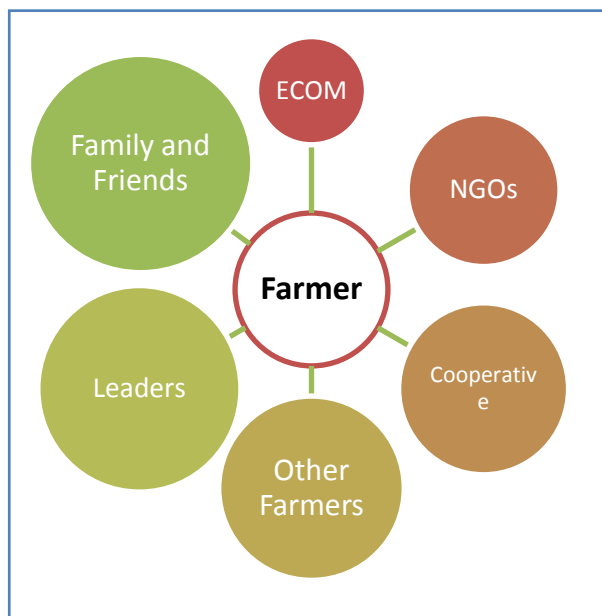 ECOM
Family and
Friends
NGOs
Farmer
Leaders
Cooperativ
e
Other
Farmers